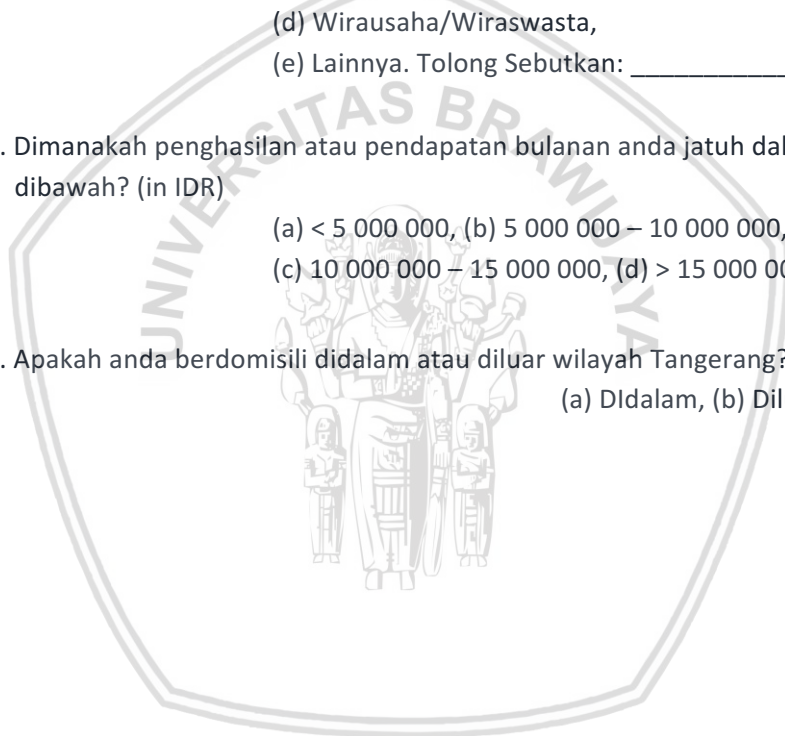 (d) Wirausaha/Wiraswasta,
(e) Lainnya. Tolong Sebutkan: ___________
. Dimanakah penghasilan atau pendapatan bulanan anda jatuh dal
dibawah? (in IDR)
(a) < 5 000 000, (b) 5 000 000 – 10 000 000,
(c) 10 000 000 – 15 000 000, (d) > 15 000 00
. Apakah anda berdomisili didalam atau diluar wilayah Tangerang?
(a) DIdalam, (b) Dil
UNIVERSITAS BRAWIJAYA